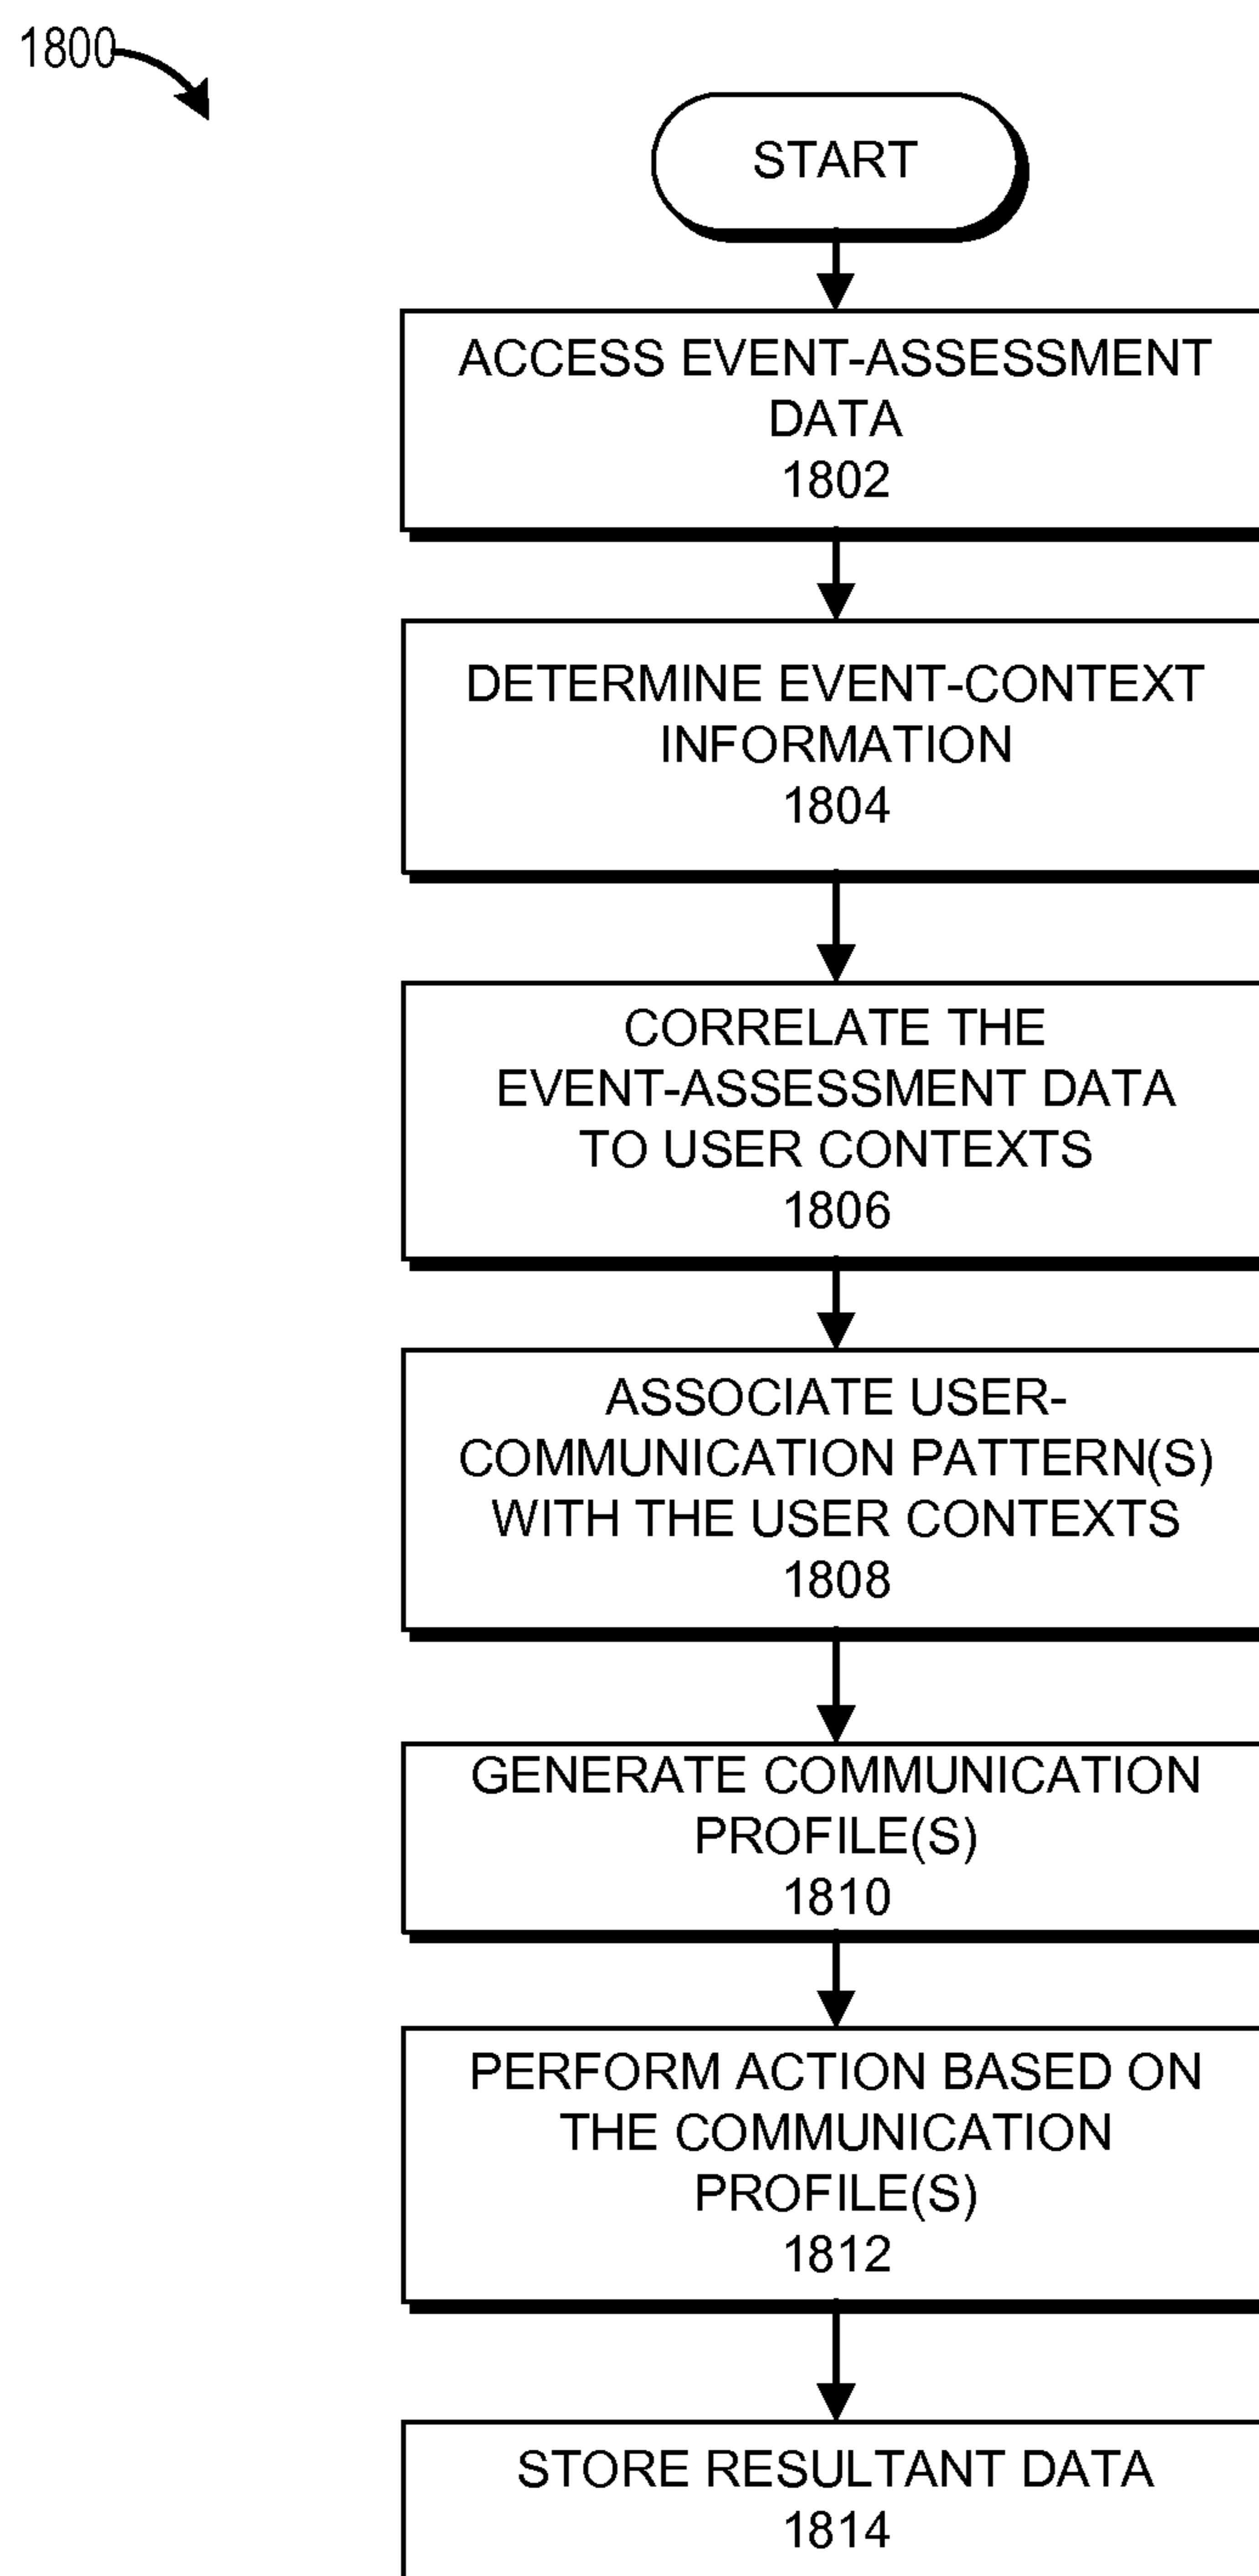 1800
START
ACCESS EVENT-ASSESSMENT
DATA
1802
DETERMINE EVENT-CONTEXT
INFORMATION
1804
CORRELATE THE
EVENT-ASSESSMENT DATA
TO USER CONTEXTS
1806
ASSOCIATE USER-
COMMUNICATION PATTERN(S)
WITH THE USER CONTEXTS
1808
GENERATE COMMUNICATION
PROFILE(S)
1810
PERFORM ACTION BASED ON
THE COMMUNICATION
PROFILE(S)
1812
STORE RESULTANT DATA
1814